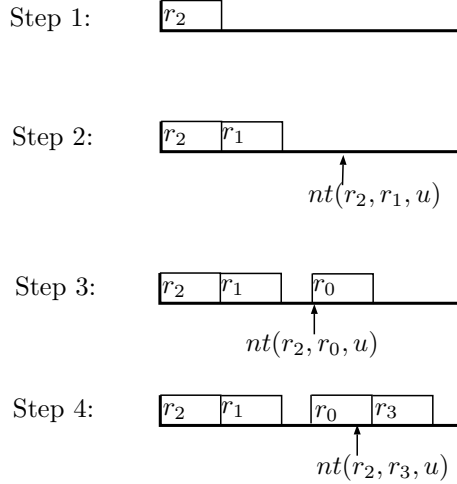 Step 1: r₂
Step 2: r₂ r₁
nt(r₂, r₁, u)
Step 3: r₂ r₁ r₀
nt(r₂, r₀, u)
Step 4: r₂ r₁ r₀ r₃
nt(r₂, r₃, u)